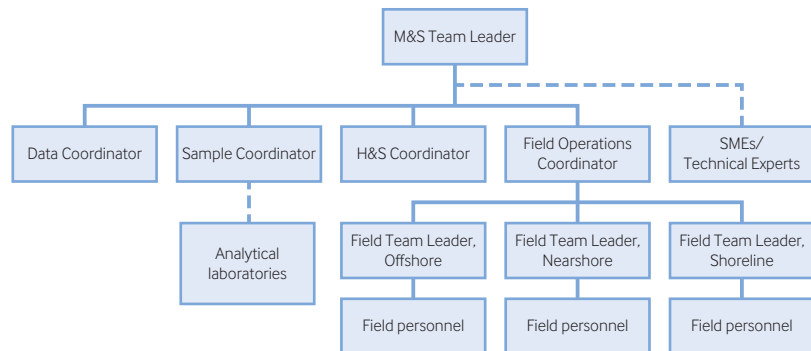 M&S Team Leader
Data Coordinator
Sample Coordinator
H&S Coordinator
Field Operations
Coordinator
SMEs/
Technical Experts
Analytical
laboratories
Field Team Leader,
Offshore
Field Team Leader,
Nearshore
Field Team Leader,
Shoreline
Field personnel
Field personnel
Field personnel